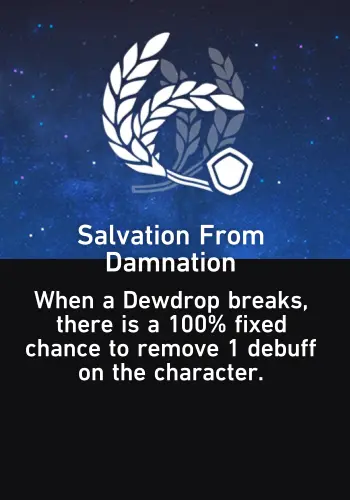 Salvation From
Damnation
When a Dewdrop breaks,
there is a 100% fixed
chance to remove 1 debuff
on the character.